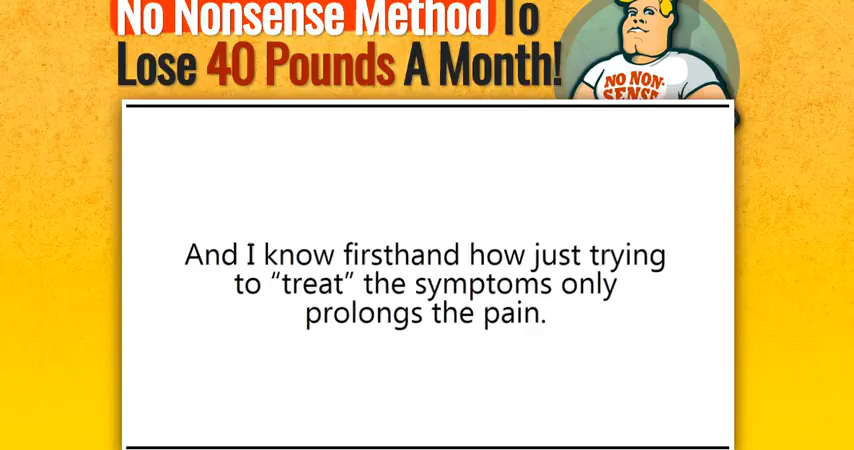 No Nonsense Method To
Lose 40 Pounds A Month!
NO NON-
SENSE
And I know firsthand how just trying
to “treat” the symptoms only
prolongs the pain.